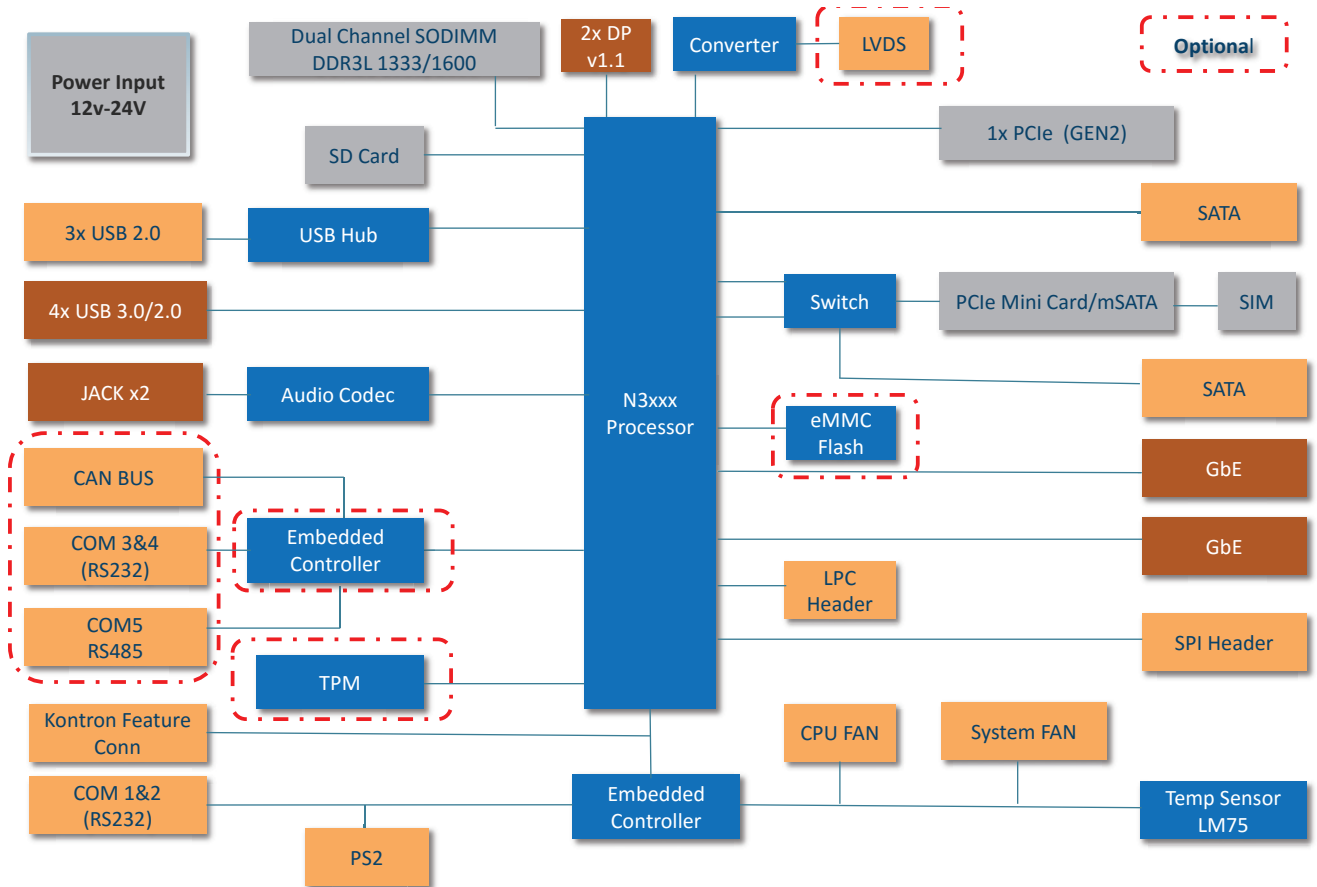 Power Input
12v-24V
Dual Channel SODIMM
DDR3L 1333/1600
2x DP
v1.1
Converter
LVDS
Optional
SD Card
1x PCIe (GEN2)
3x USB 2.0
USB Hub
SATA
4x USB 3.0/2.0
Switch
PCIe Mini Card/mSATA
SIM
JACK x2
Audio Codec
N3xxx
Processor
SATA
eMMC
Flash
CAN BUS
GbE
COM 3&4
(RS232)
Embedded
Controller
GbE
COM5
RS485
LPC
Header
TPM
SPI Header
Kontron Feature
Conn
CPU FAN
System FAN
COM 1&2
(RS232)
Embedded
Controller
Temp Sensor
LM75
PS2